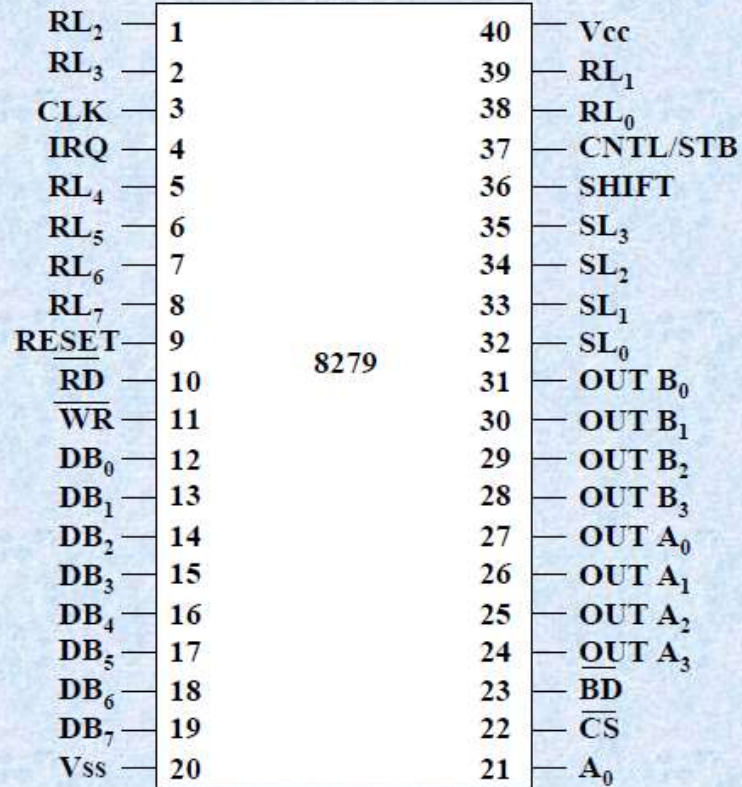 RL₂ 1 40 Vcc
RL₃ 2 39 RL₁
CLK 3 38 RL₀
IRQ 4 37 CNTL/STB
RL₄ 5 36 SHIFT
RL₅ 6 35 SL₃
RL₆ 7 34 SL₂
RL₇ 8 33 SL₁
RESET 9 32 SL₀
8279
R̅D̅ 10 31 OUT B₀
W̅R̅ 11 30 OUT B₁
DB₀ 12 29 OUT B₂
DB₁ 13 28 OUT B₃
DB₂ 14 27 OUT A₀
DB₃ 15 26 OUT A₁
DB₄ 16 25 OUT A₂
DB₅ 17 24 OUT A₃
DB₆ 18 23 B̅D̅
DB₇ 19 22 C̅S̅
Vss 20 21 A₀